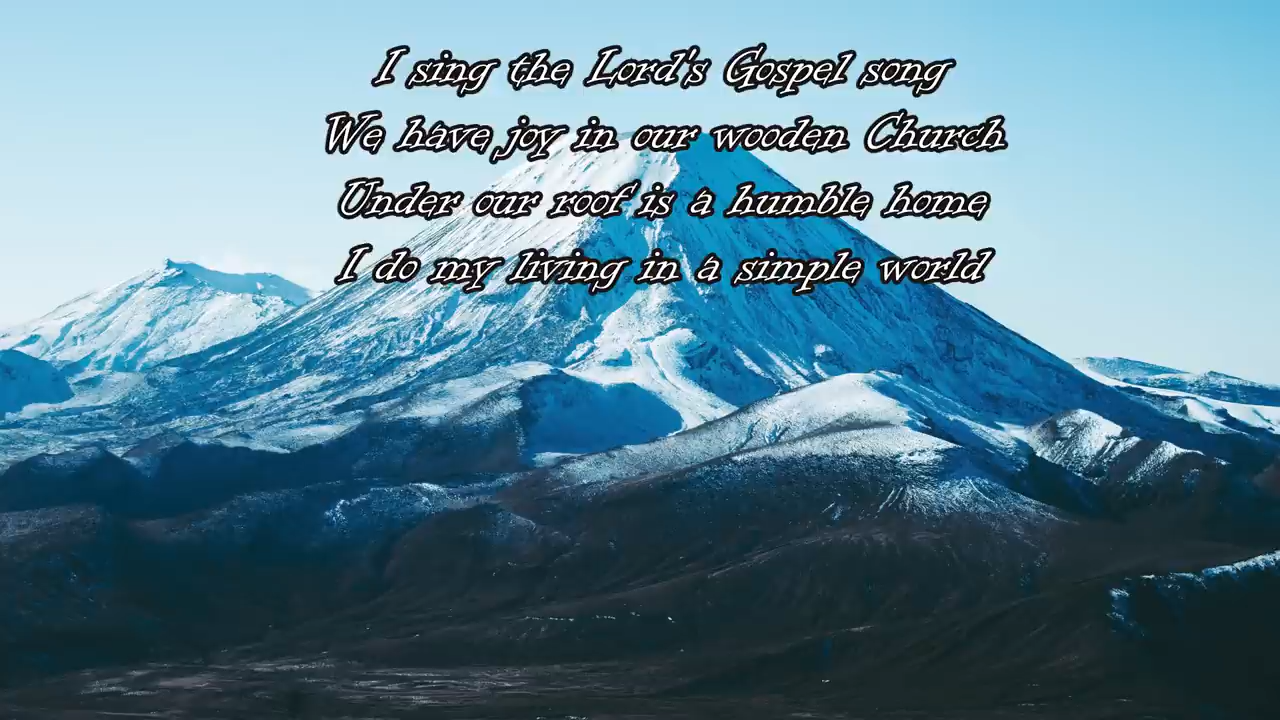 I sing the Lord's Gospel song
We have joy in our wooden Church
Under our roof is a humble home
I do my living in a simple world